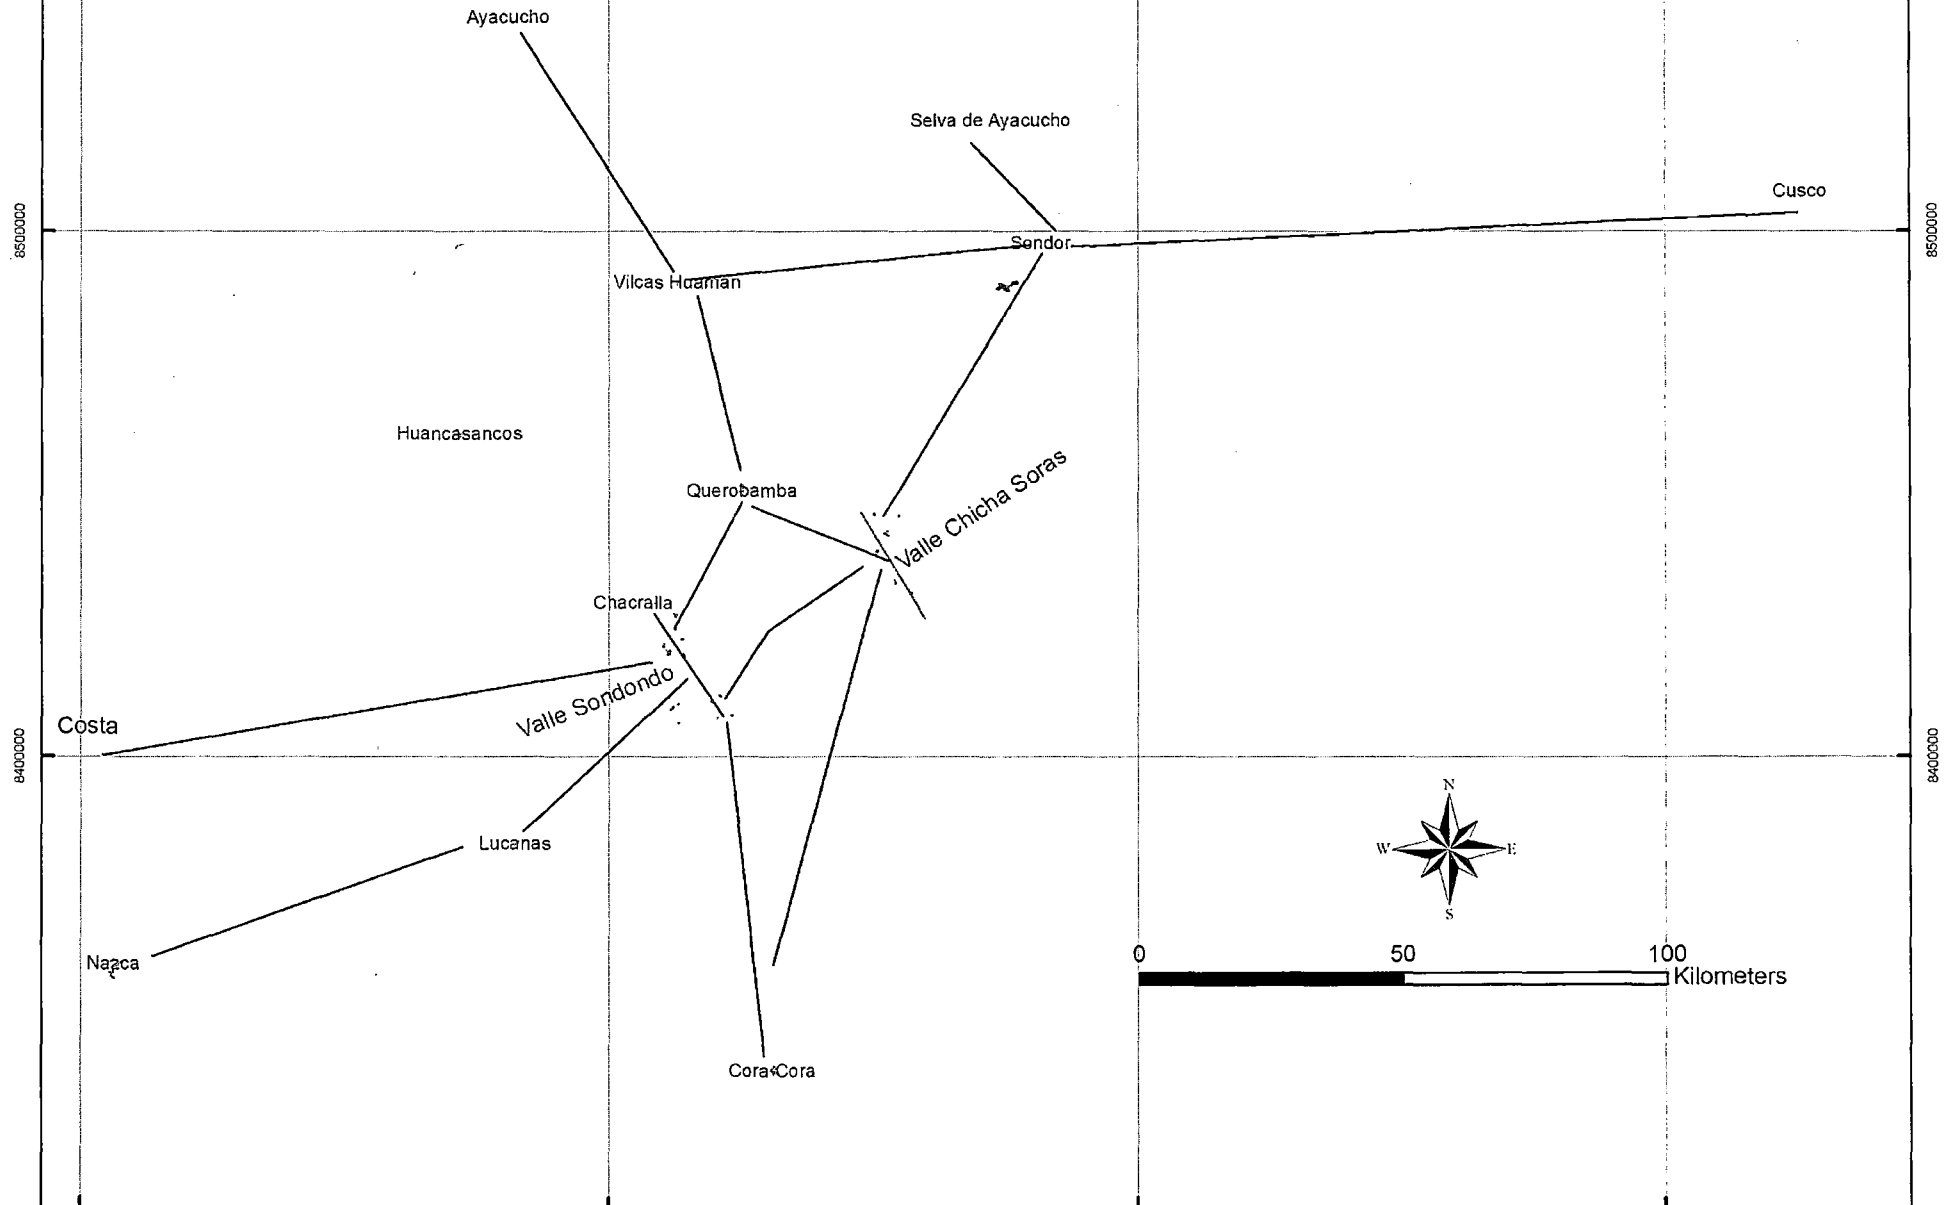 Ayacucho
Selva de Ayacucho
Cusco
8500000
8500000
Sondor
Vilcas Huaman
Huancasancos
Querobamba
Valle Chicha Soras
Chacralla
Valle Sondondo
Costa
8400000
8400000
N
W
E
S
Lucanas
Nazca
0
50
100
Kilometers
Cora Cora